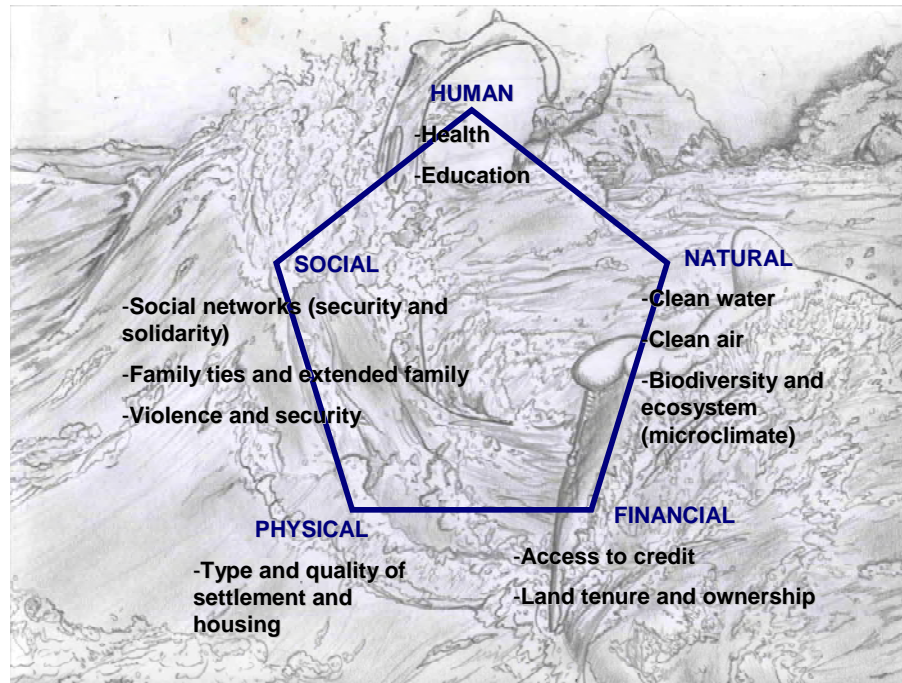 HUMAN
-Health
-Education
SOCIAL
-Social networks (security and
solidarity)
-Family ties and extended family
-Violence and security
NATURAL
-Clean water
-Clean air
-Biodiversity and
ecosystem
(microclimate)
PHYSICAL
-Type and quality of
settlement and
housing
FINANCIAL
-Access to credit
-Land tenure and ownership